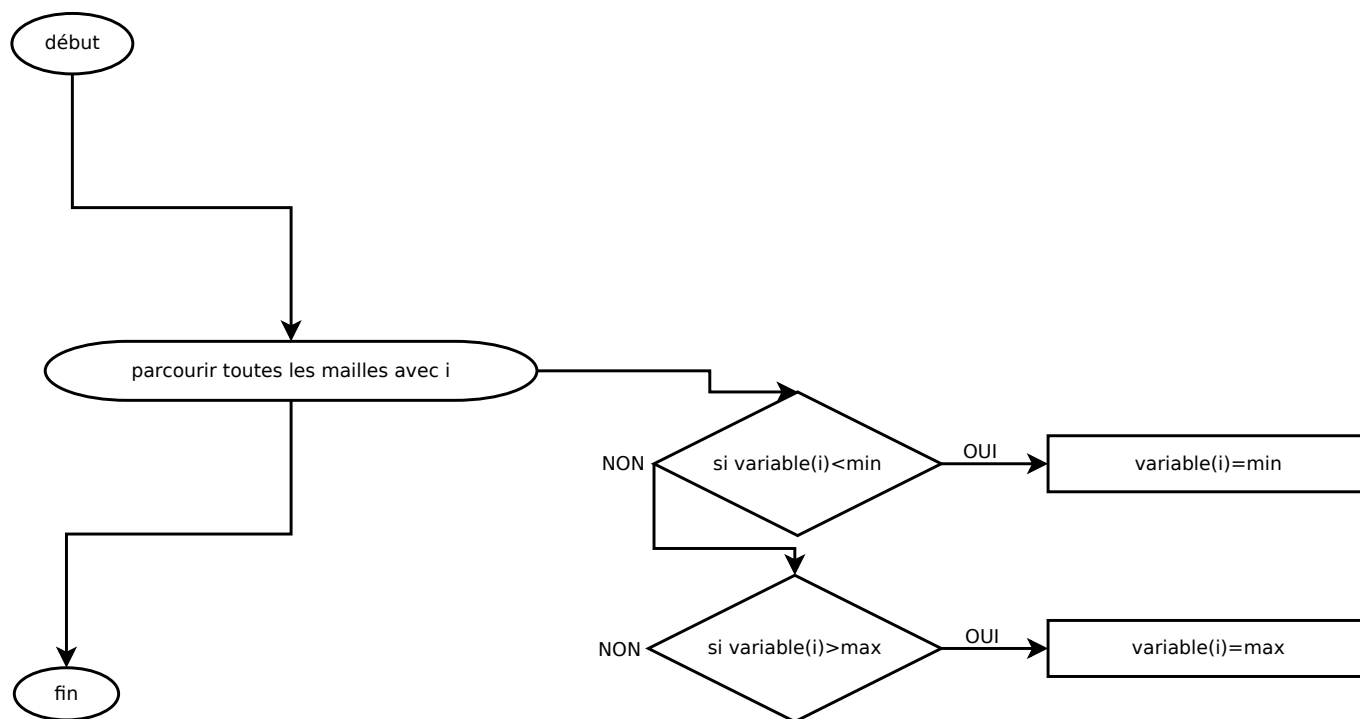 début
parcourir toutes les mailles avec i
si variable(i)<min
NON
OUI
variable(i)=min
si variable(i)>max
NON
OUI
variable(i)=max
fin